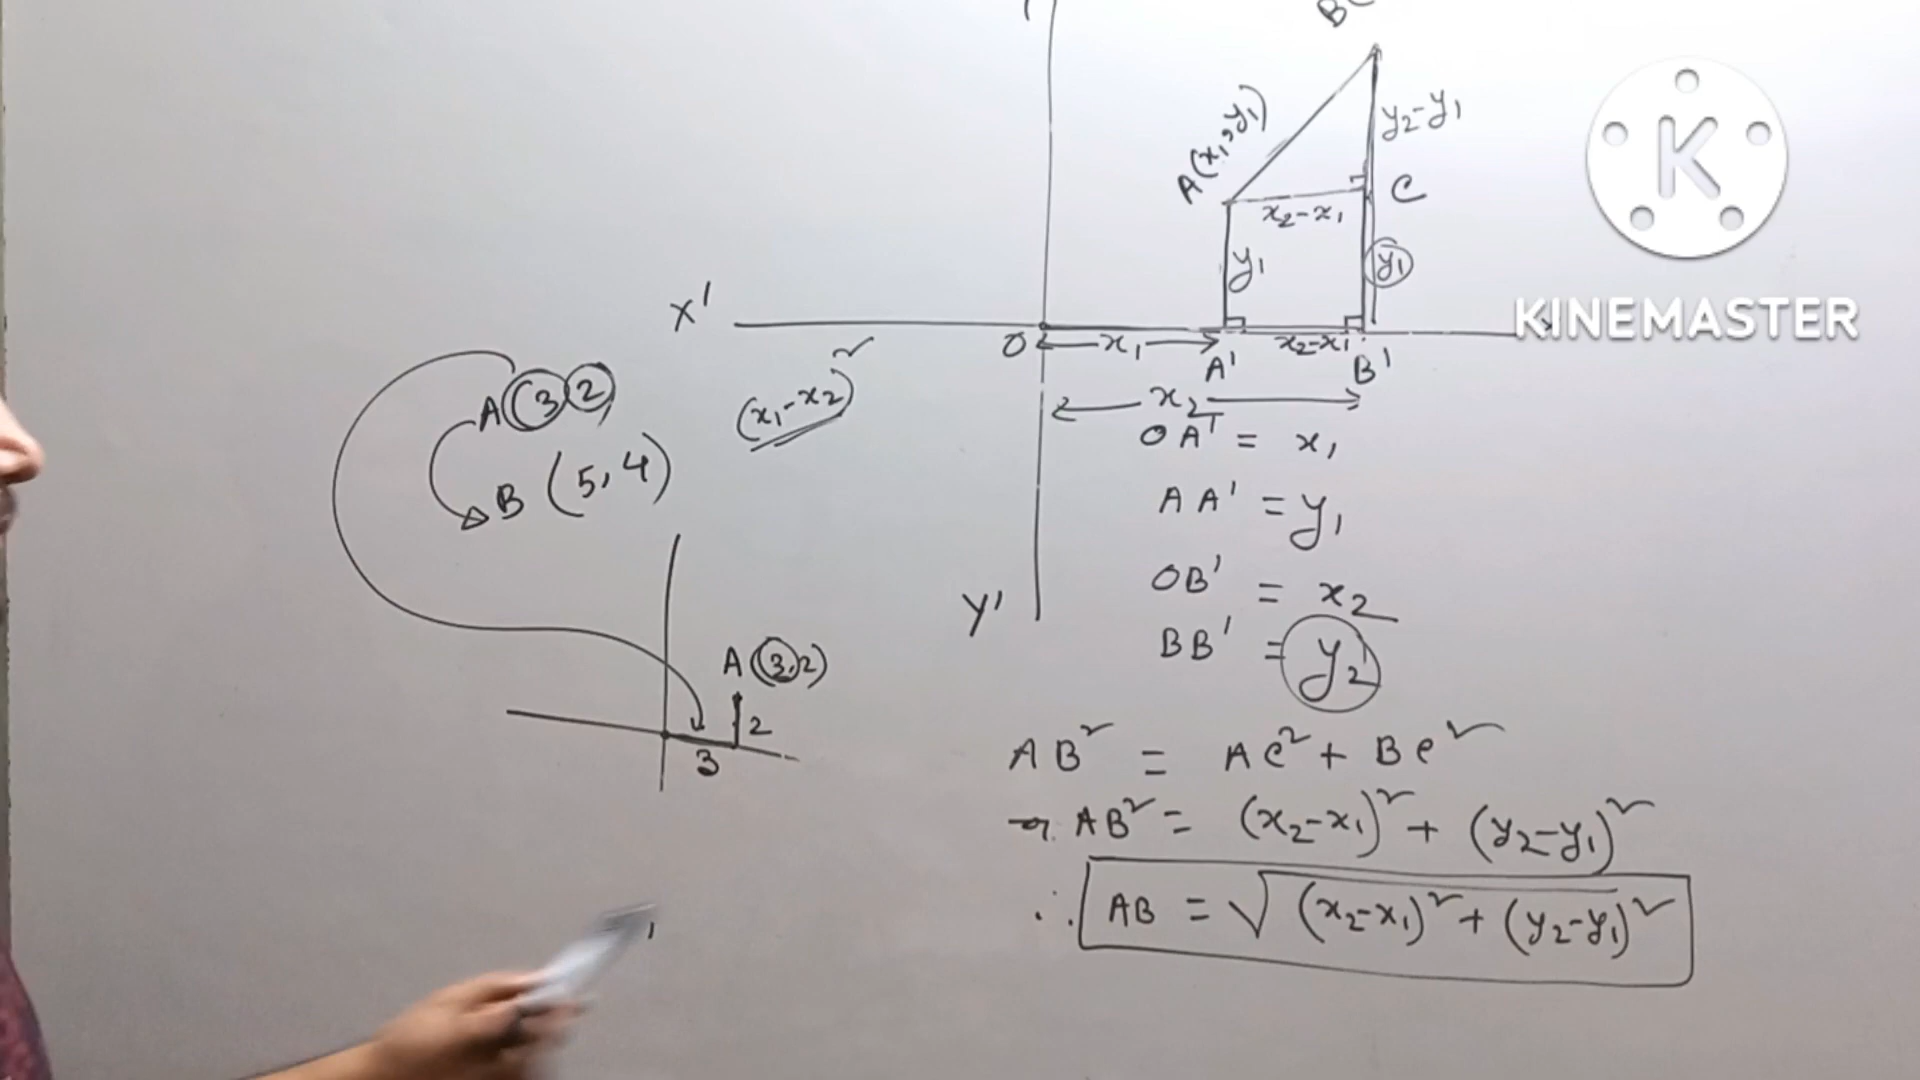 B(
A(x₁, y₁)
y₂-y₁
C
x₂-x₁
y₁
y₁
X'
O
x₁
x₂-x₁
A'
B'
x₂
A(3 2)
B (5, 4)
(x₁-x₂)
A (3, 2)
2
3
Y'
OA' = x₁
AA' = y₁
OB' = x₂
BB' = y₂
AB² = AC² + BC²
AB² = (x₂-x₁)² + (y₂-y₁)²
∴ AB = √(x₂-x₁)² + (y₂-y₁)²
K
KINEMASTER